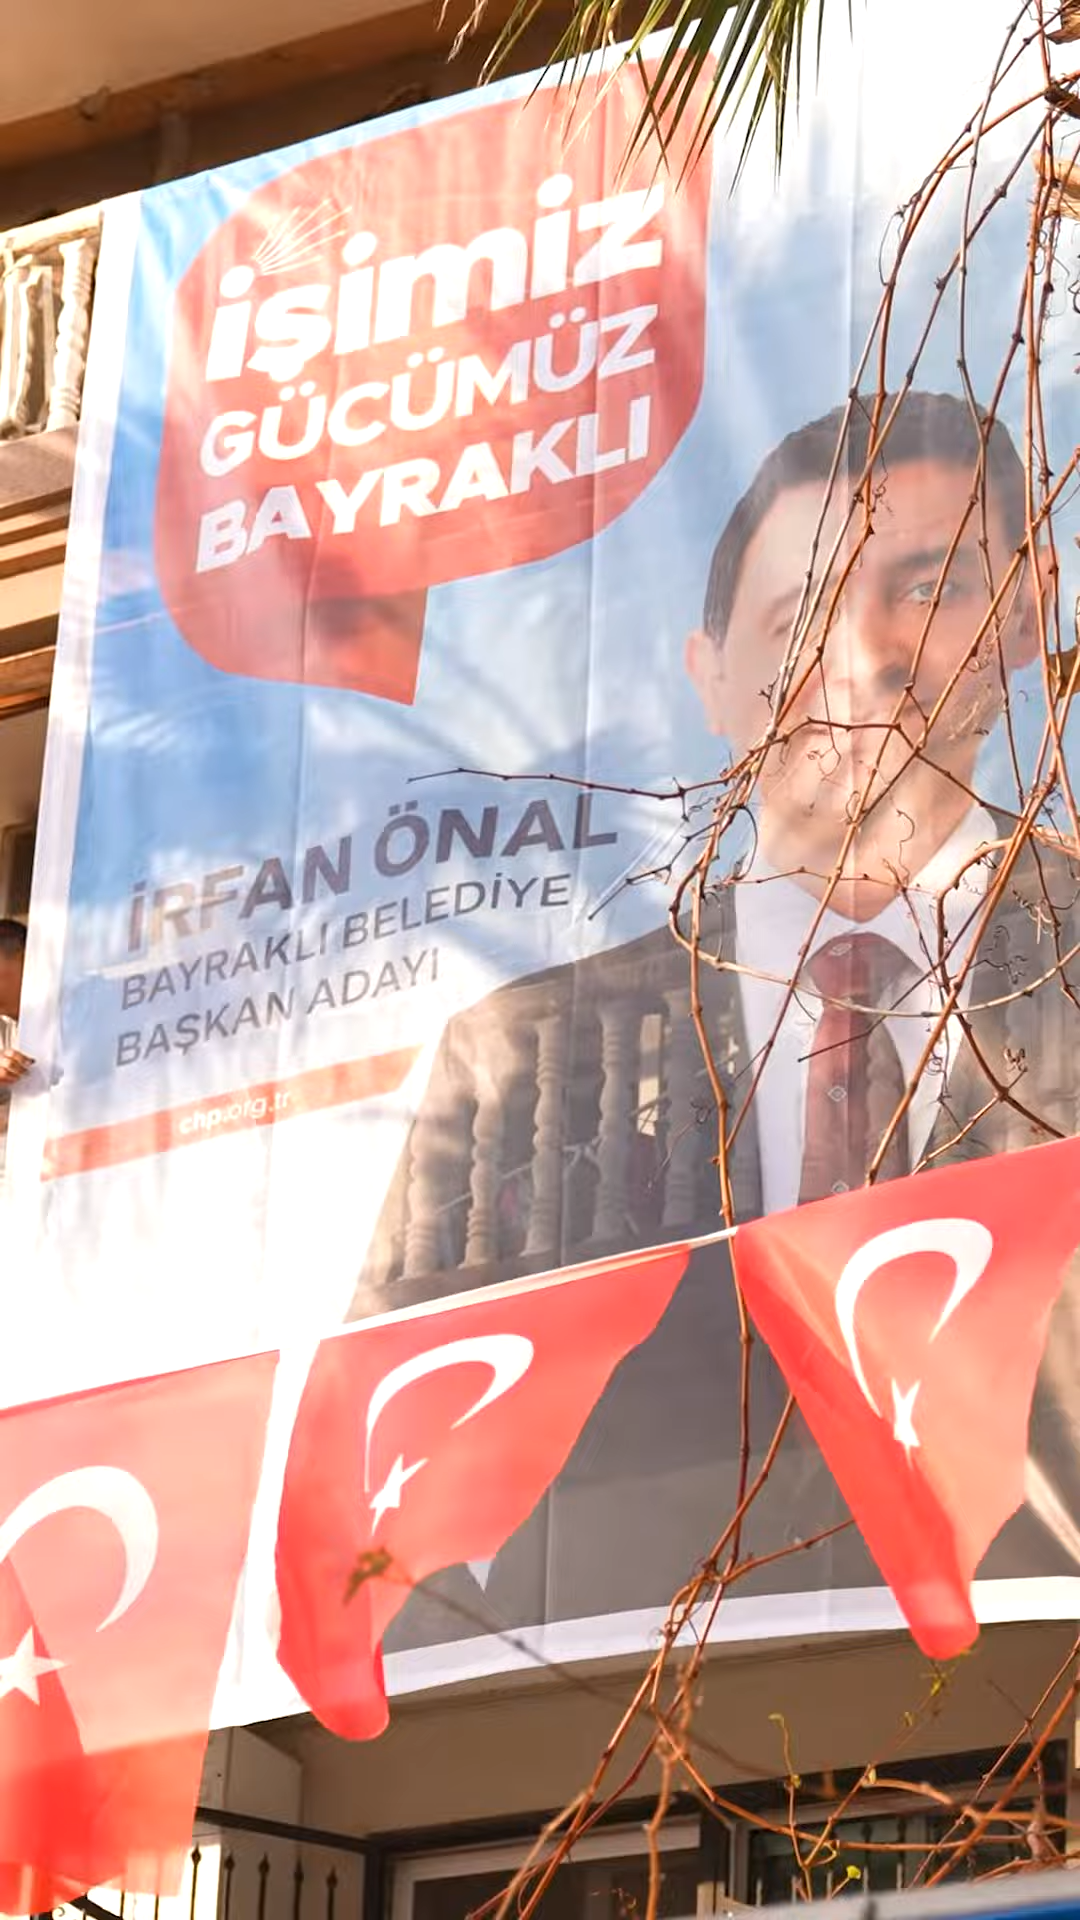 işimiz
GÜCÜMÜZ
BAYRAKLI
İRFAN ÖNAL
BAYRAKLI BELEDİYE
BAŞKAN ADAYI
chp.org.tr